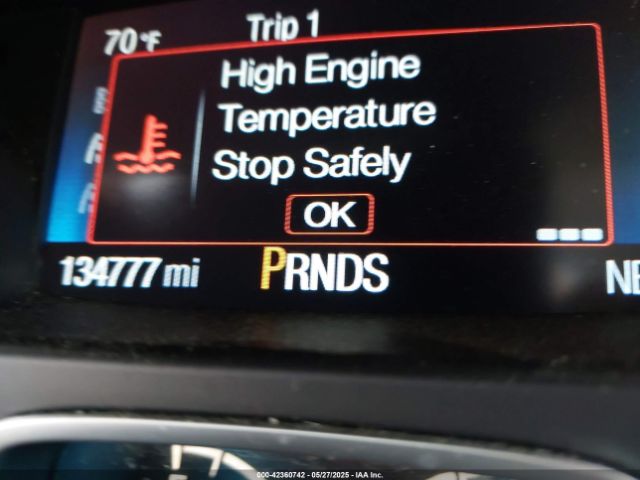 70°F Trip 1
High Engine
Temperature
Stop Safely
OK
134777 mi PRNDS
000-42360742 - 05/27/2025 - IAA Inc.